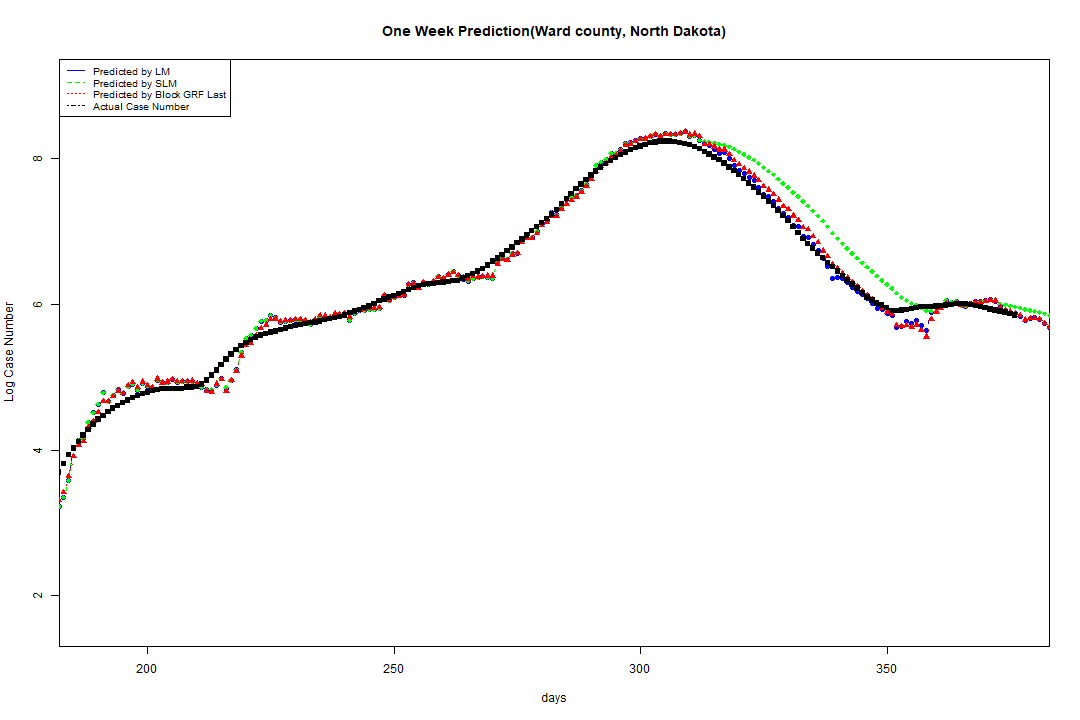 One Week Prediction(Ward county, North Dakota)
Predicted by LM
Predicted by SLM
Predicted by Block GRF Last
Actual Case Number
Log Case Number
8
6
4
2
200
250
300
350
days